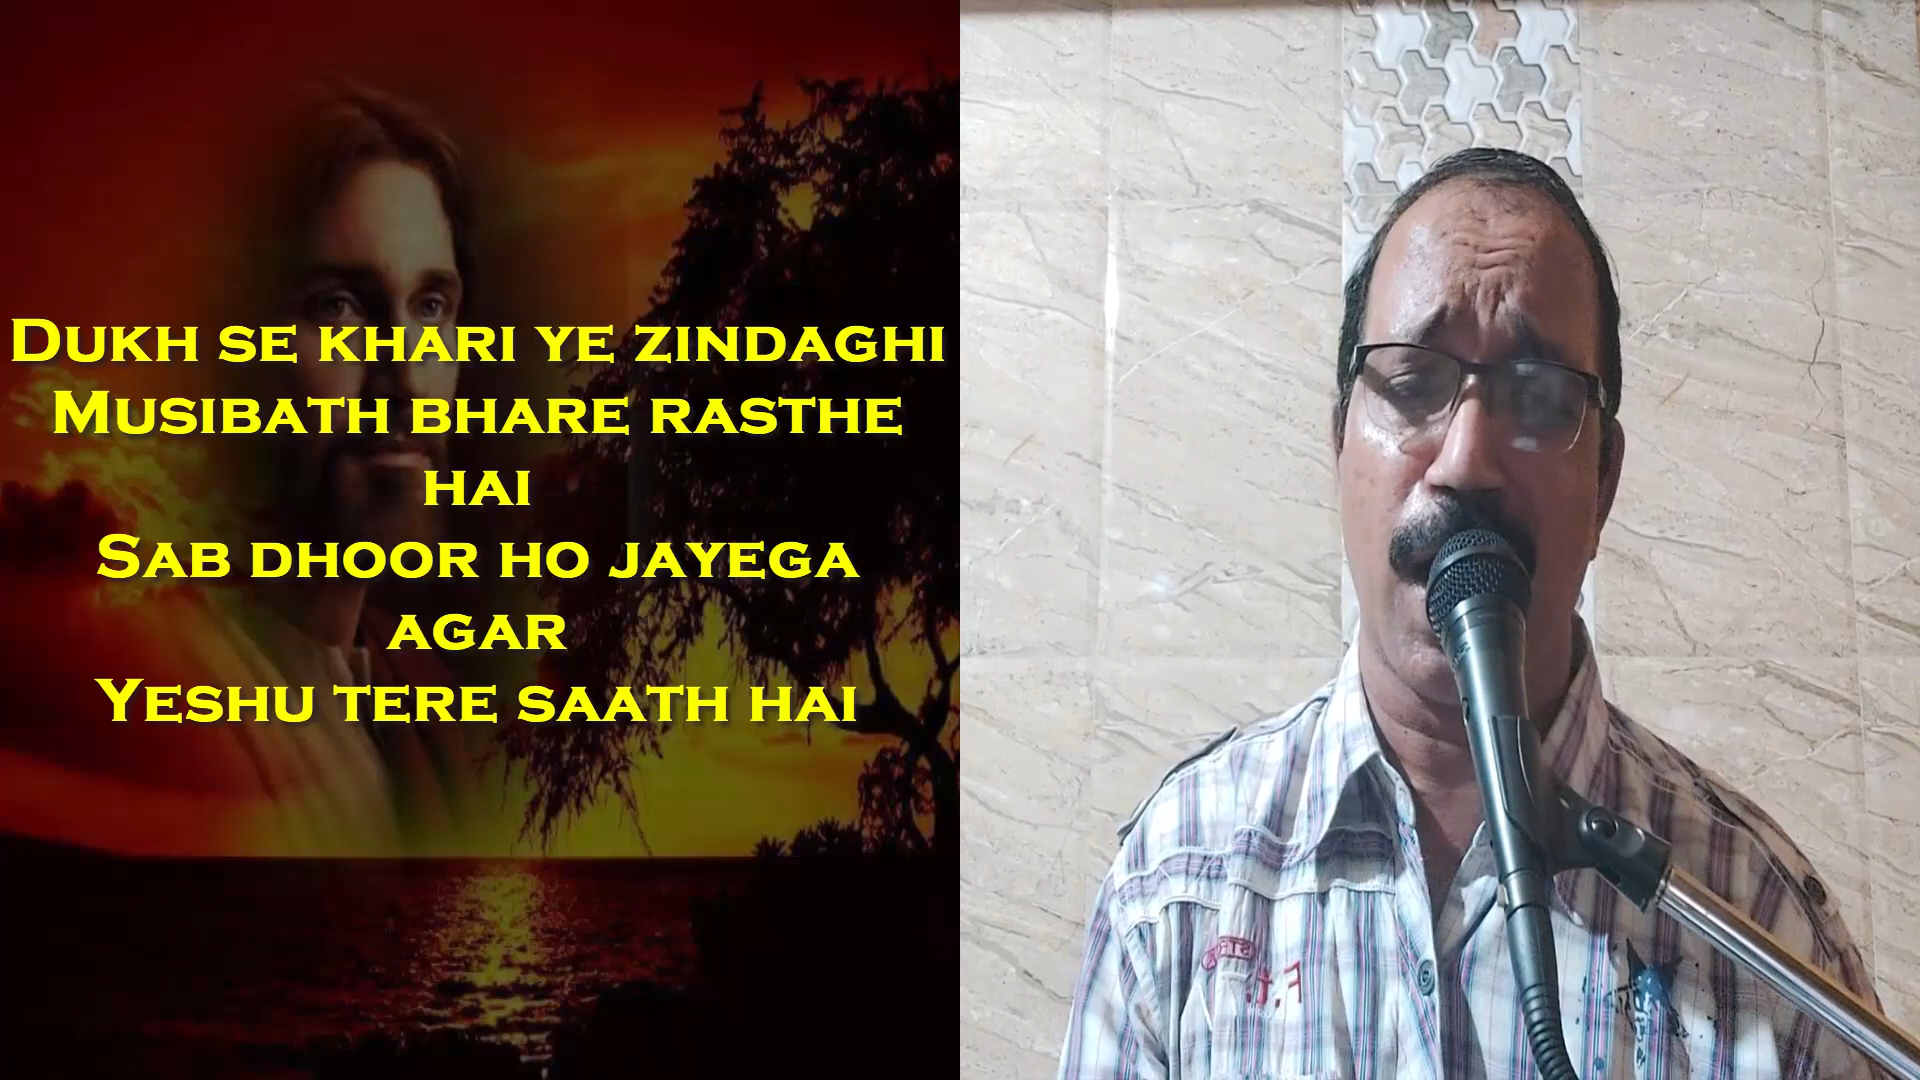 Dukh se khari ye zindaghi
Musibath bhare rasthe
hai
Sab dhoor ho jayega
agar
Yeshu tere saath hai